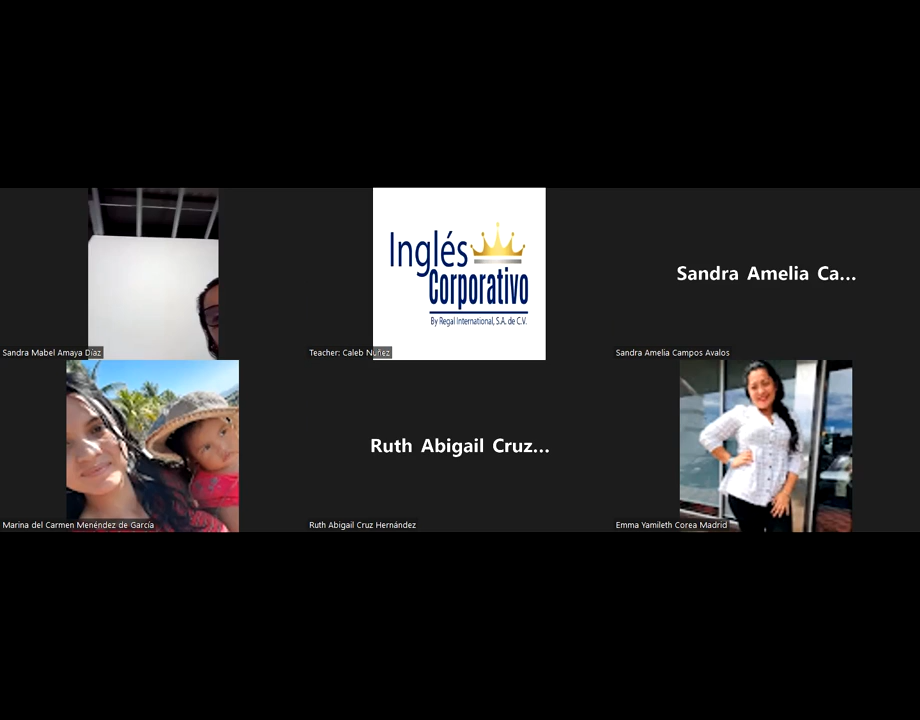 Inglés
Corporativo
By Regal International, S.A. de C.V.
Sandra Amelia Ca...
Sandra Mabel Amaya Díaz
Teacher: Caleb Nuñez
Sandra Amelia Campos Avalos
Ruth Abigail Cruz...
Marina del Carmen Menéndez de García
Ruth Abigail Cruz Hernández
Emma Yamileth Corea Madrid